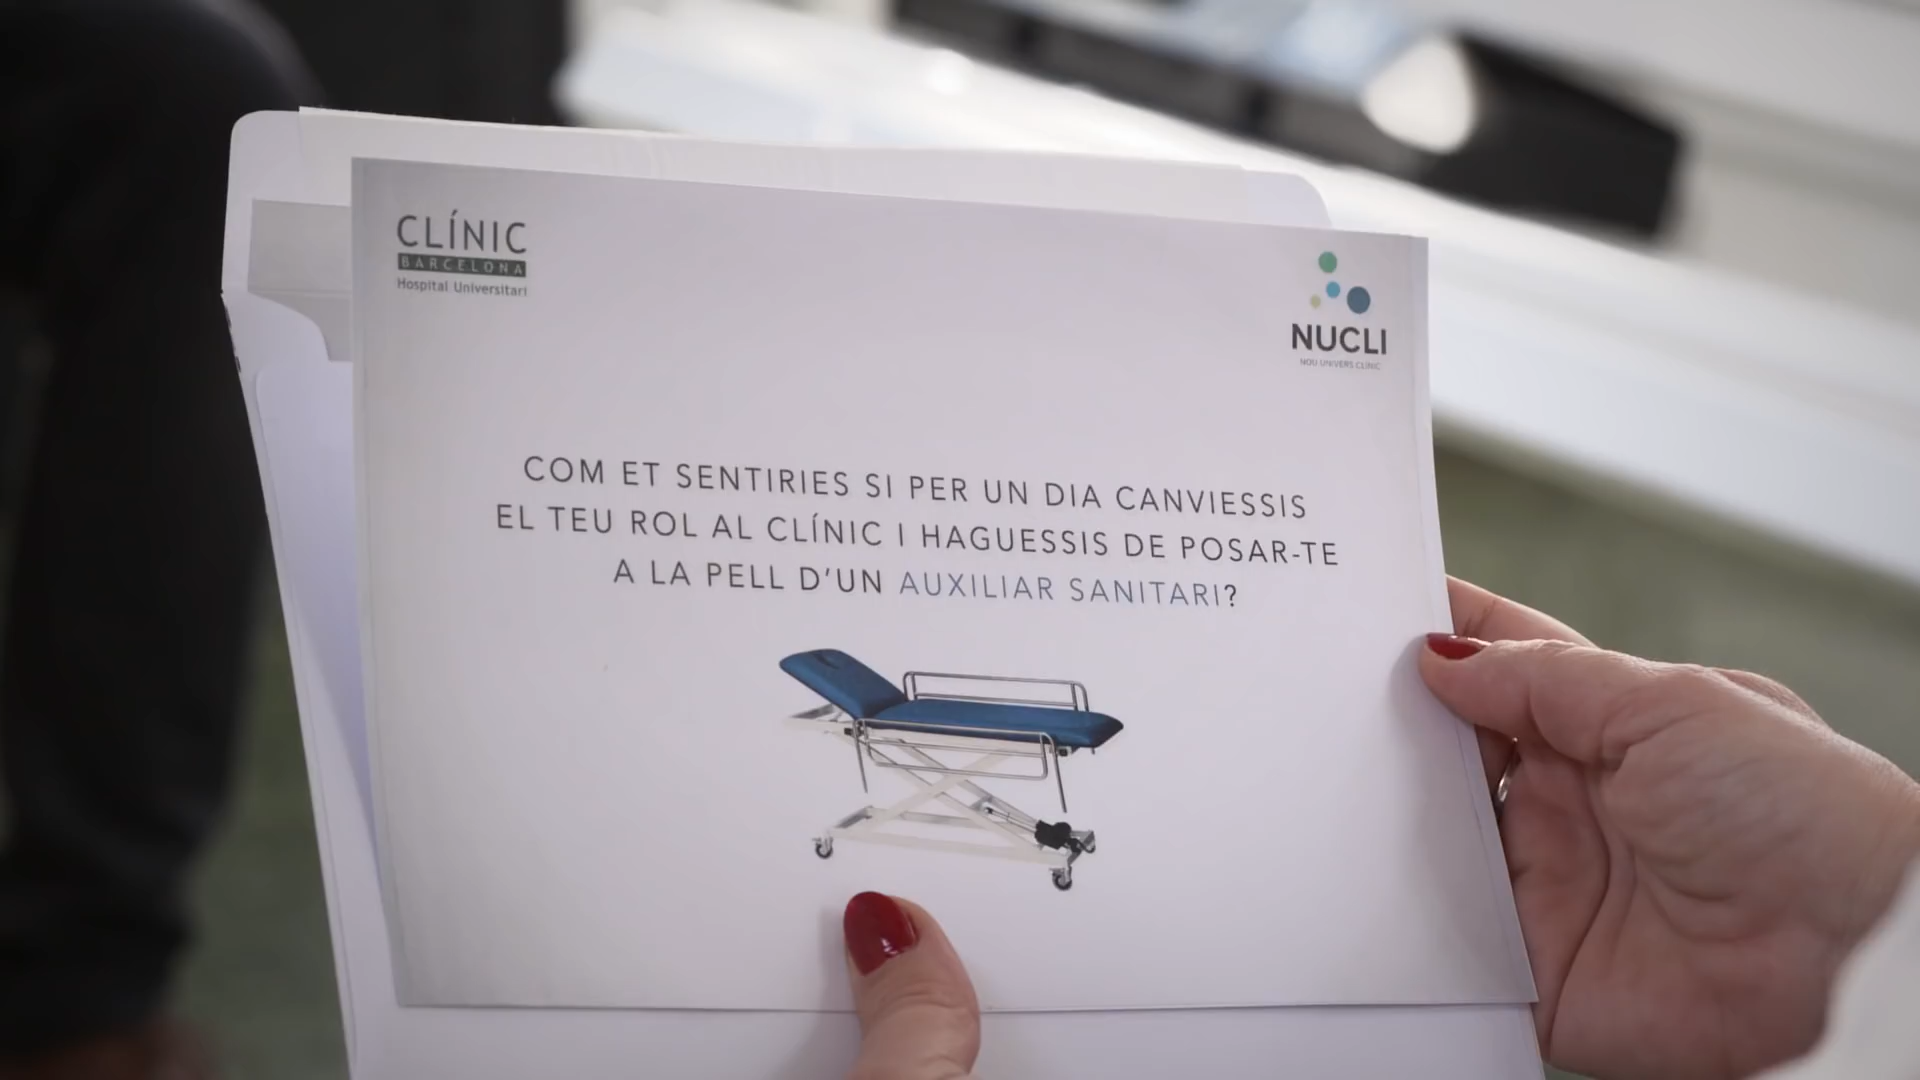 CLÍNIC
BARCELONA
Hospital Universitari
NUCLI
NOU UNIVERS CLÍNIC
COM ET SENTIRIES SI PER UN DIA CANVIESSIS
EL TEU ROL AL CLÍNIC I HAGUESSIS DE POSAR-TE
A LA PELL D'UN AUXILIAR SANITARI?